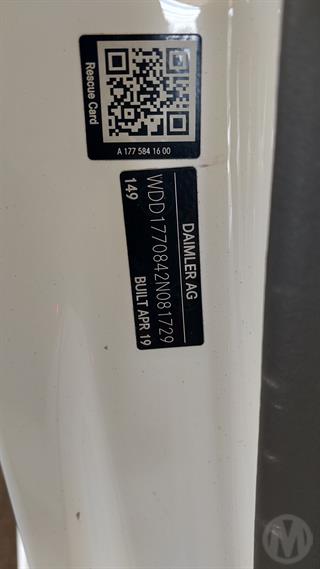 Rescue Card
A 177 584 16 00
DAIMLER AG
WDD1770842N081729
149 BUILT APR 19
M